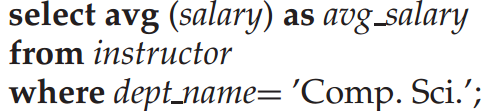 select avg (salary) as avg_salary
from instructor
where dept_name= ’Comp. Sci.’;